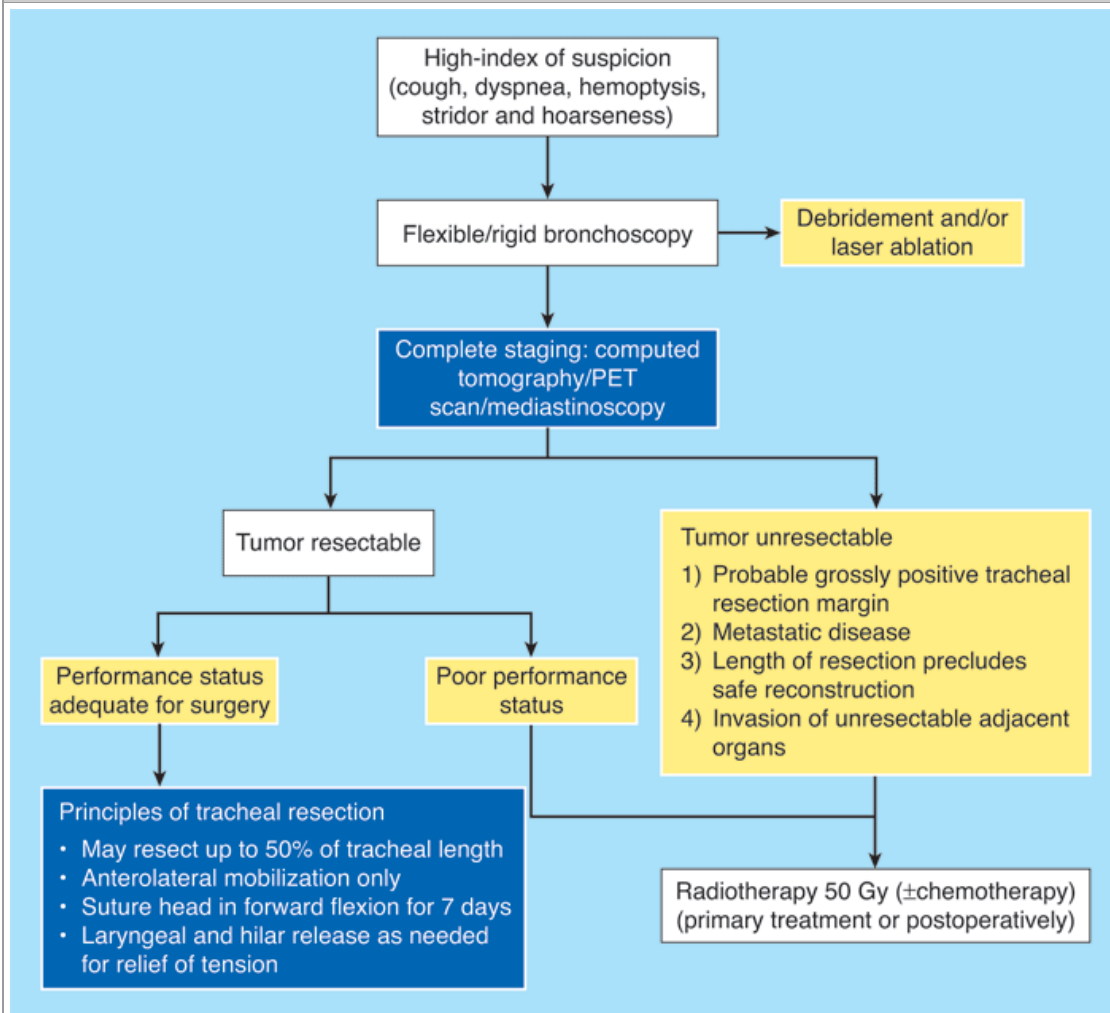 High-index of suspicion
(cough, dyspnea, hemoptysis,
stridor and hoarseness)
Flexible/rigid bronchoscopy
Debridement and/or
laser ablation
Complete staging: computed
tomography/PET
scan/mediastinoscopy
Tumor resectable
Tumor unresectable
1) Probable grossly positive tracheal
resection margin
2) Metastatic disease
3) Length of resection precludes
safe reconstruction
4) Invasion of unresectable adjacent
organs
Performance status
adequate for surgery
Poor performance
status
Principles of tracheal resection
• May resect up to 50% of tracheal length
• Anterolateral mobilization only
• Suture head in forward flexion for 7 days
• Laryngeal and hilar release as needed
for relief of tension
Radiotherapy 50 Gy (±chemotherapy)
(primary treatment or postoperatively)